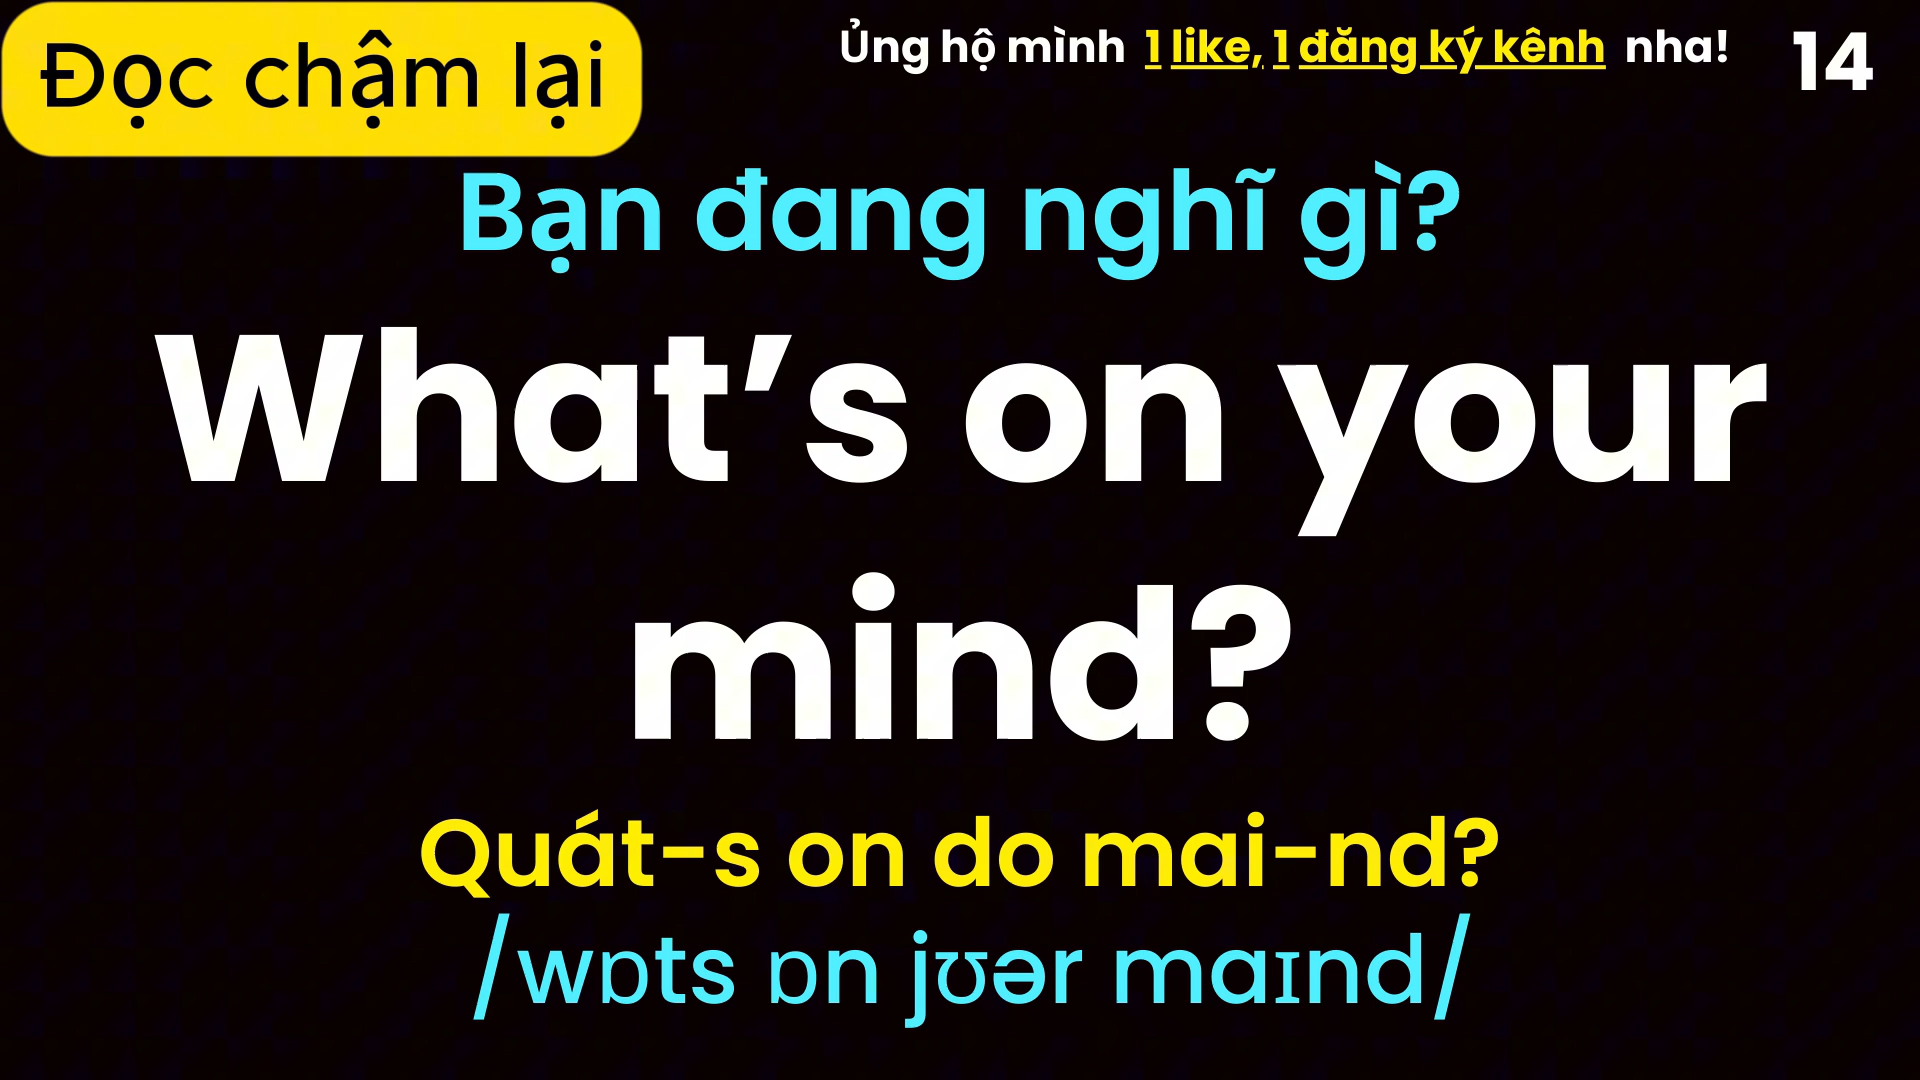 Đọc chậm lại
Ủng hộ mình 1 like, 1 đăng ký kênh nha!
14
Bạn đang nghĩ gì?
What’s on your
mind?
Quát-s on do mai-nd?
/wɒts ɒn jʊər maɪnd/